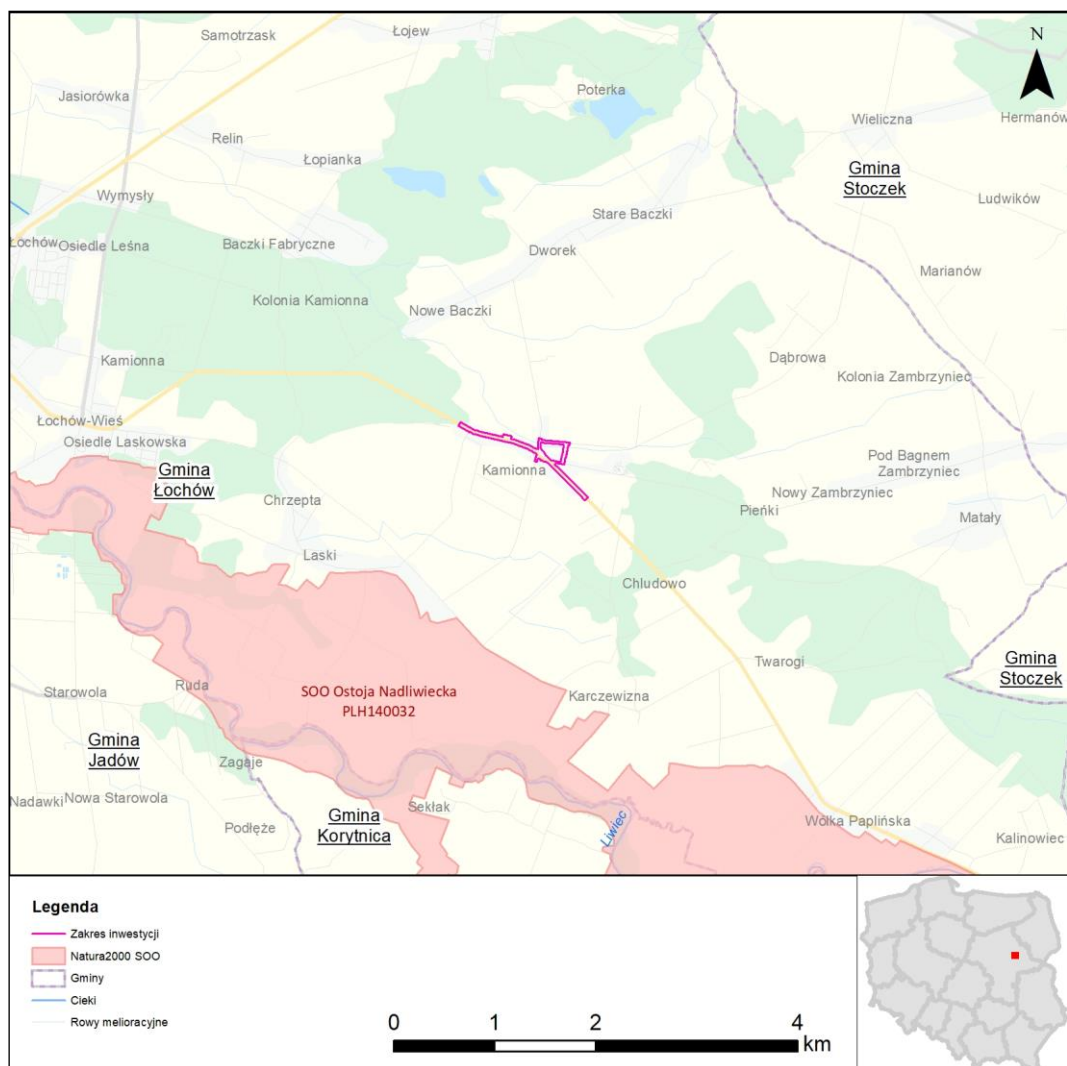 Samotrzask
Łojew
N
Jasiorówka
Poterka
Wieliczna
Hermanów
Relin
Łopianka
Gmina
Stoczek
Wymysły
Ludwików
Stare Baczki
Łochów
Osiedle Leśna
Baczki Fabryczne
Dworek
Marianów
Kolonia Kamionna
Nowe Baczki
Kamionna
Dąbrowa
Kolonia Zambrzyniec
Łochów-Wieś
Osiedle Laskowska
Gmina
Łochów
Kamionna
Pod Bagnem
Zambrzyniec
Nowy Zambrzyniec
Chrzepta
Pieńki
Matały
Laski
Chludowo
Twarogi
Gmina
Stoczek
Starowola
Ruda
SOO Ostoja Nadliwiecka
PLH140032
Karczewizna
Gmina
Jadów
Zagaje
Nadawki
Nowa Starowola
Sekłak
Podłęże
Gmina
Korytnica
Liwiec
Wólka Paplińska
Kalinowiec
Legenda
Zakres inwestycji
Natura2000 SOO
Gminy
Cieki
Rowy melioracyjne
0 1 2 4
km